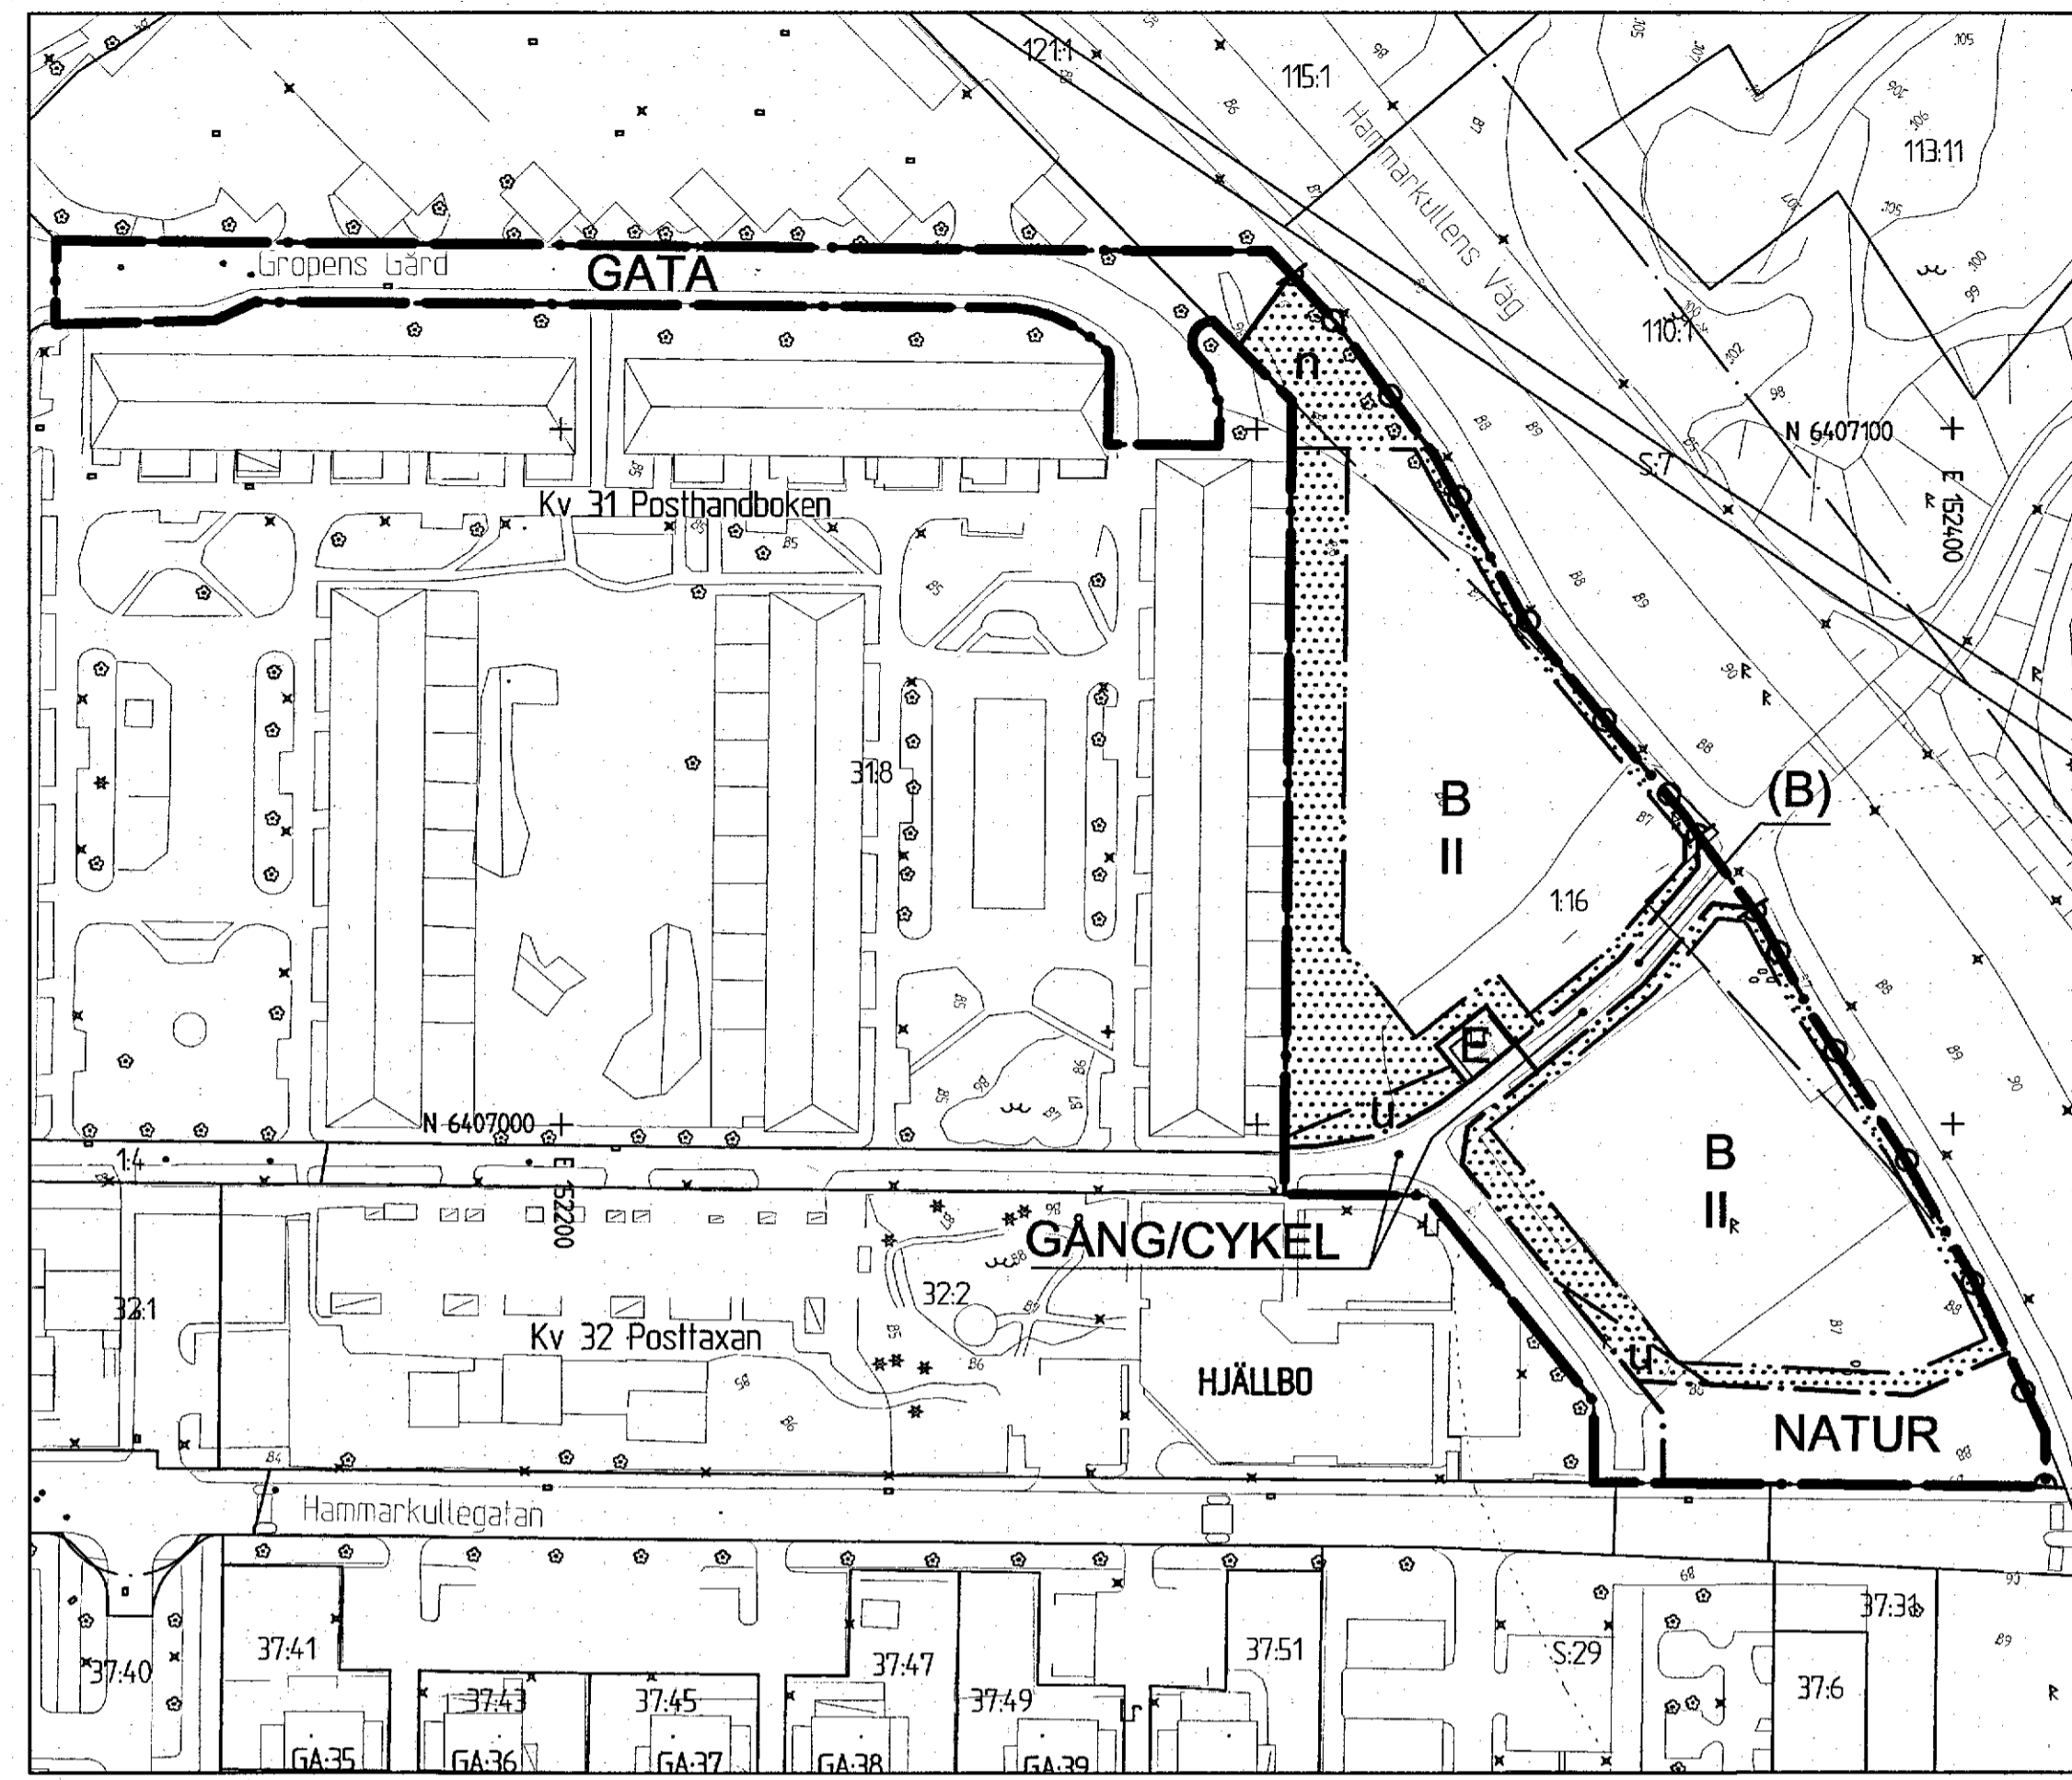 121:1
115:1
Hammarkullens Väg
113:11
Gropens Gård
GATA
110:1
n
N 6407100
S:7
E 152400
Kv 31 Posthandboken
31:8
B
II
(B)
1:16
E
u
N 6407000
1:4
E 152200
B
II
GÅNG/CYKEL
32:1
32:2
Kv 32 Posttaxan
HJÄLLBO
u
NATUR
Hammarkullegatan
37:40
37:41
37:43
37:45
37:47
37:49
37:51
S:29
37:31
37:6
GA:35
GA:36
GA:37
GA:38
GA:39